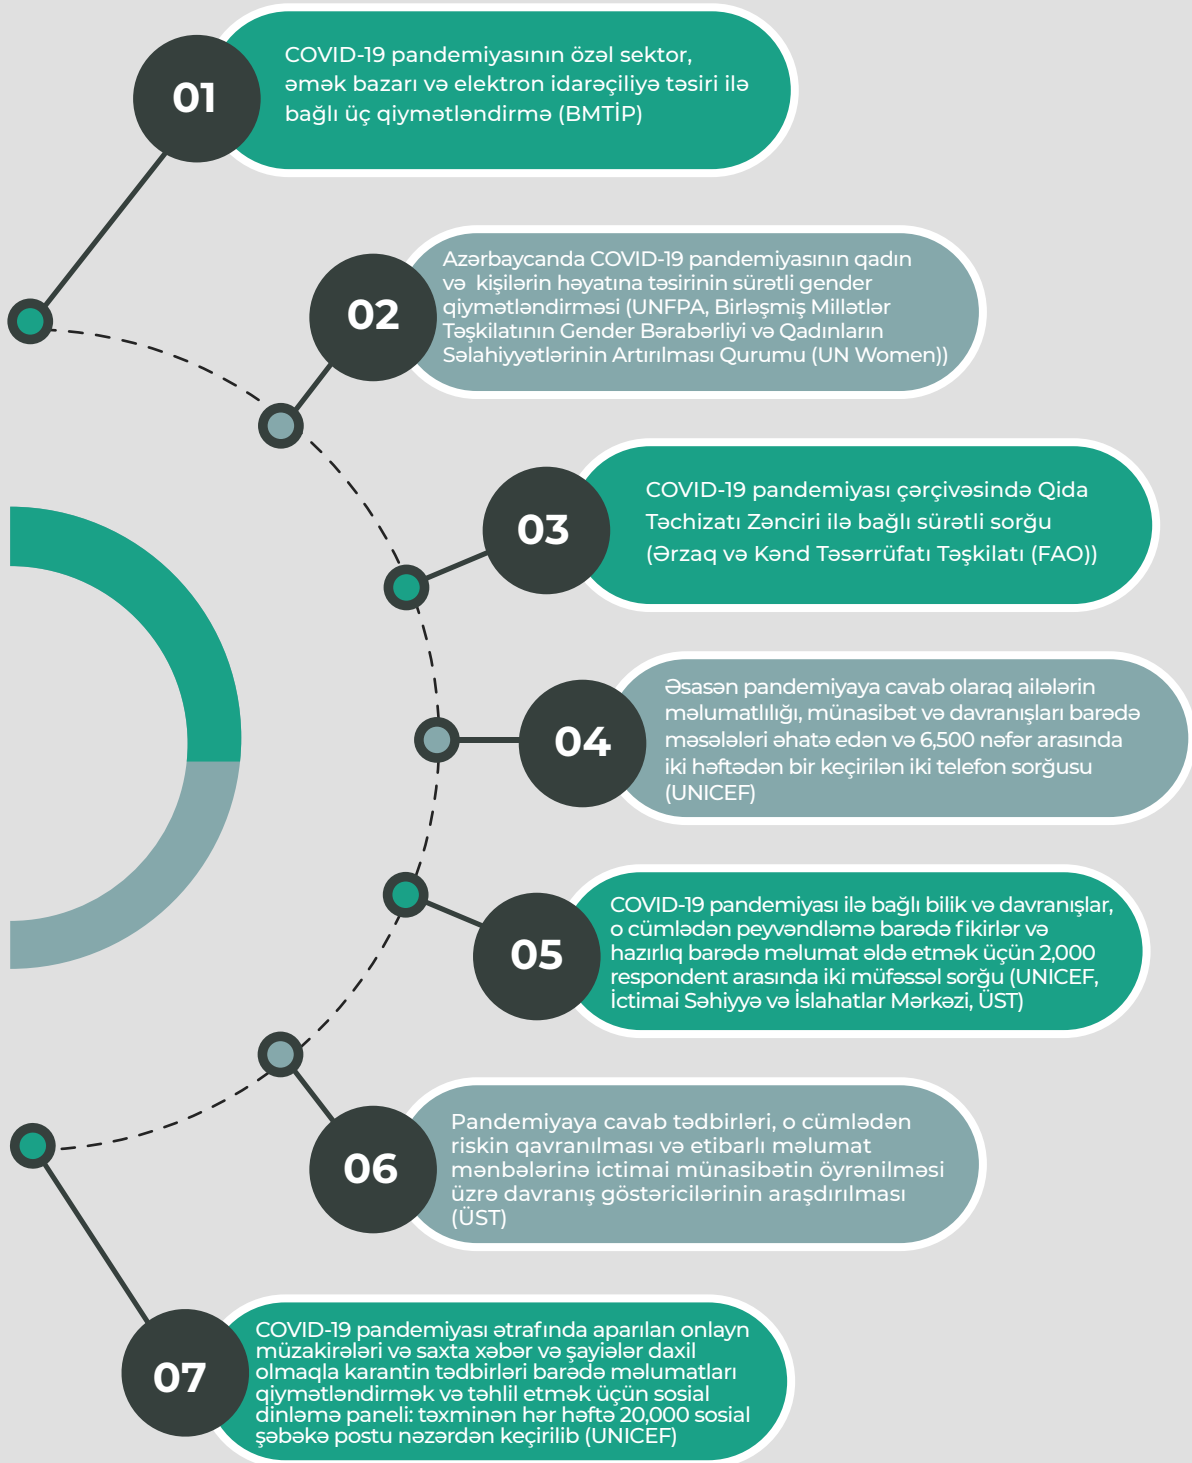 01
COVID-19 pandemiyasının özəl sektor,
əmək bazarı və elektron idarəçiliyə təsiri ilə
bağlı üç qiymətləndirmə (BMTİP)
02
Azərbaycanda COVID-19 pandemiyasının qadın
və kişilərin həyatına təsirinin sürətli gender
qiymətləndirməsi (UNFPA, Birləşmiş Millətlər
Təşkilatının Gender Bərabərliyi və Qadınların
Səlahiyyətlərinin Artırılması Qurumu (UN Women))
03
COVID-19 pandemiyası çərçivəsində Qida
Təchizatı Zənciri ilə bağlı sürətli sorğu
(Ərzaq və Kənd Təsərrüfatı Təşkilatı (FAO))
04
Əsasən pandemiyaya cavab olaraq ailələrin
məlumatlılığı, münasibət və davranışları barədə
məsələləri əhatə edən və 6,500 nəfər arasında
iki həftədən bir keçirilən iki telefon sorğusu
(UNICEF)
05
COVID-19 pandemiyası ilə bağlı bilik və davranışlar,
o cümlədən peyvəndləmə barədə fikirlər və
hazırlıq barədə məlumat əldə etmək üçün 2,000
respondent arasında iki müfəssəl sorğu (UNICEF,
İctimai Səhiyyə və İslahatlar Mərkəzi, ÜST)
06
Pandemiyaya cavab tədbirləri, o cümlədən
riskin qavranılması və etibarlı məlumat
mənbələrinə ictimai münasibətin öyrənilməsi
üzrə davranış göstəricilərinin araşdırılması
(ÜST)
07
COVID-19 pandemiyası ətrafında aparılan onlayn
müzakirələri və saxta xəbər və şayiələr daxil
olmaqla karantin tədbirləri barədə məlumatları
qiymətləndirmək və təhlil etmək üçün sosial
dinləmə paneli: təxminən hər həftə 20,000 sosial
şəbəkə postu nəzərdən keçirilib (UNICEF)